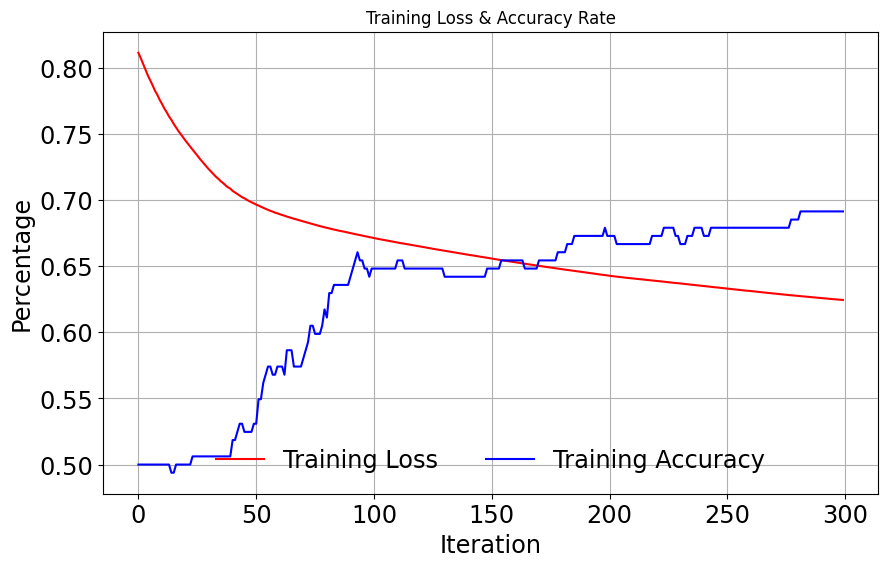 Training Loss & Accuracy Rate
Percentage
0.80
0.75
0.70
0.65
0.60
0.55
0.50
Training Loss
Training Accuracy
0 50 100 150 200 250 300
Iteration